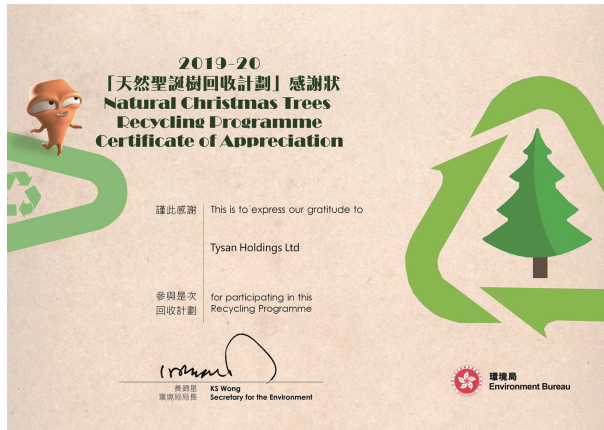 2019-20
「天然聖誕樹回收計劃」感謝狀
Natural Christmas Trees
Recycling Programme
Certificate of Appreciation
謹此感謝
This is to express our gratitude to
Tysan Holdings Ltd
參與是次
回收計劃
for participating in this
Recycling Programme
黃錦星
環境局局長
KS Wong
Secretary for the Environment
環境局
Environment Bureau